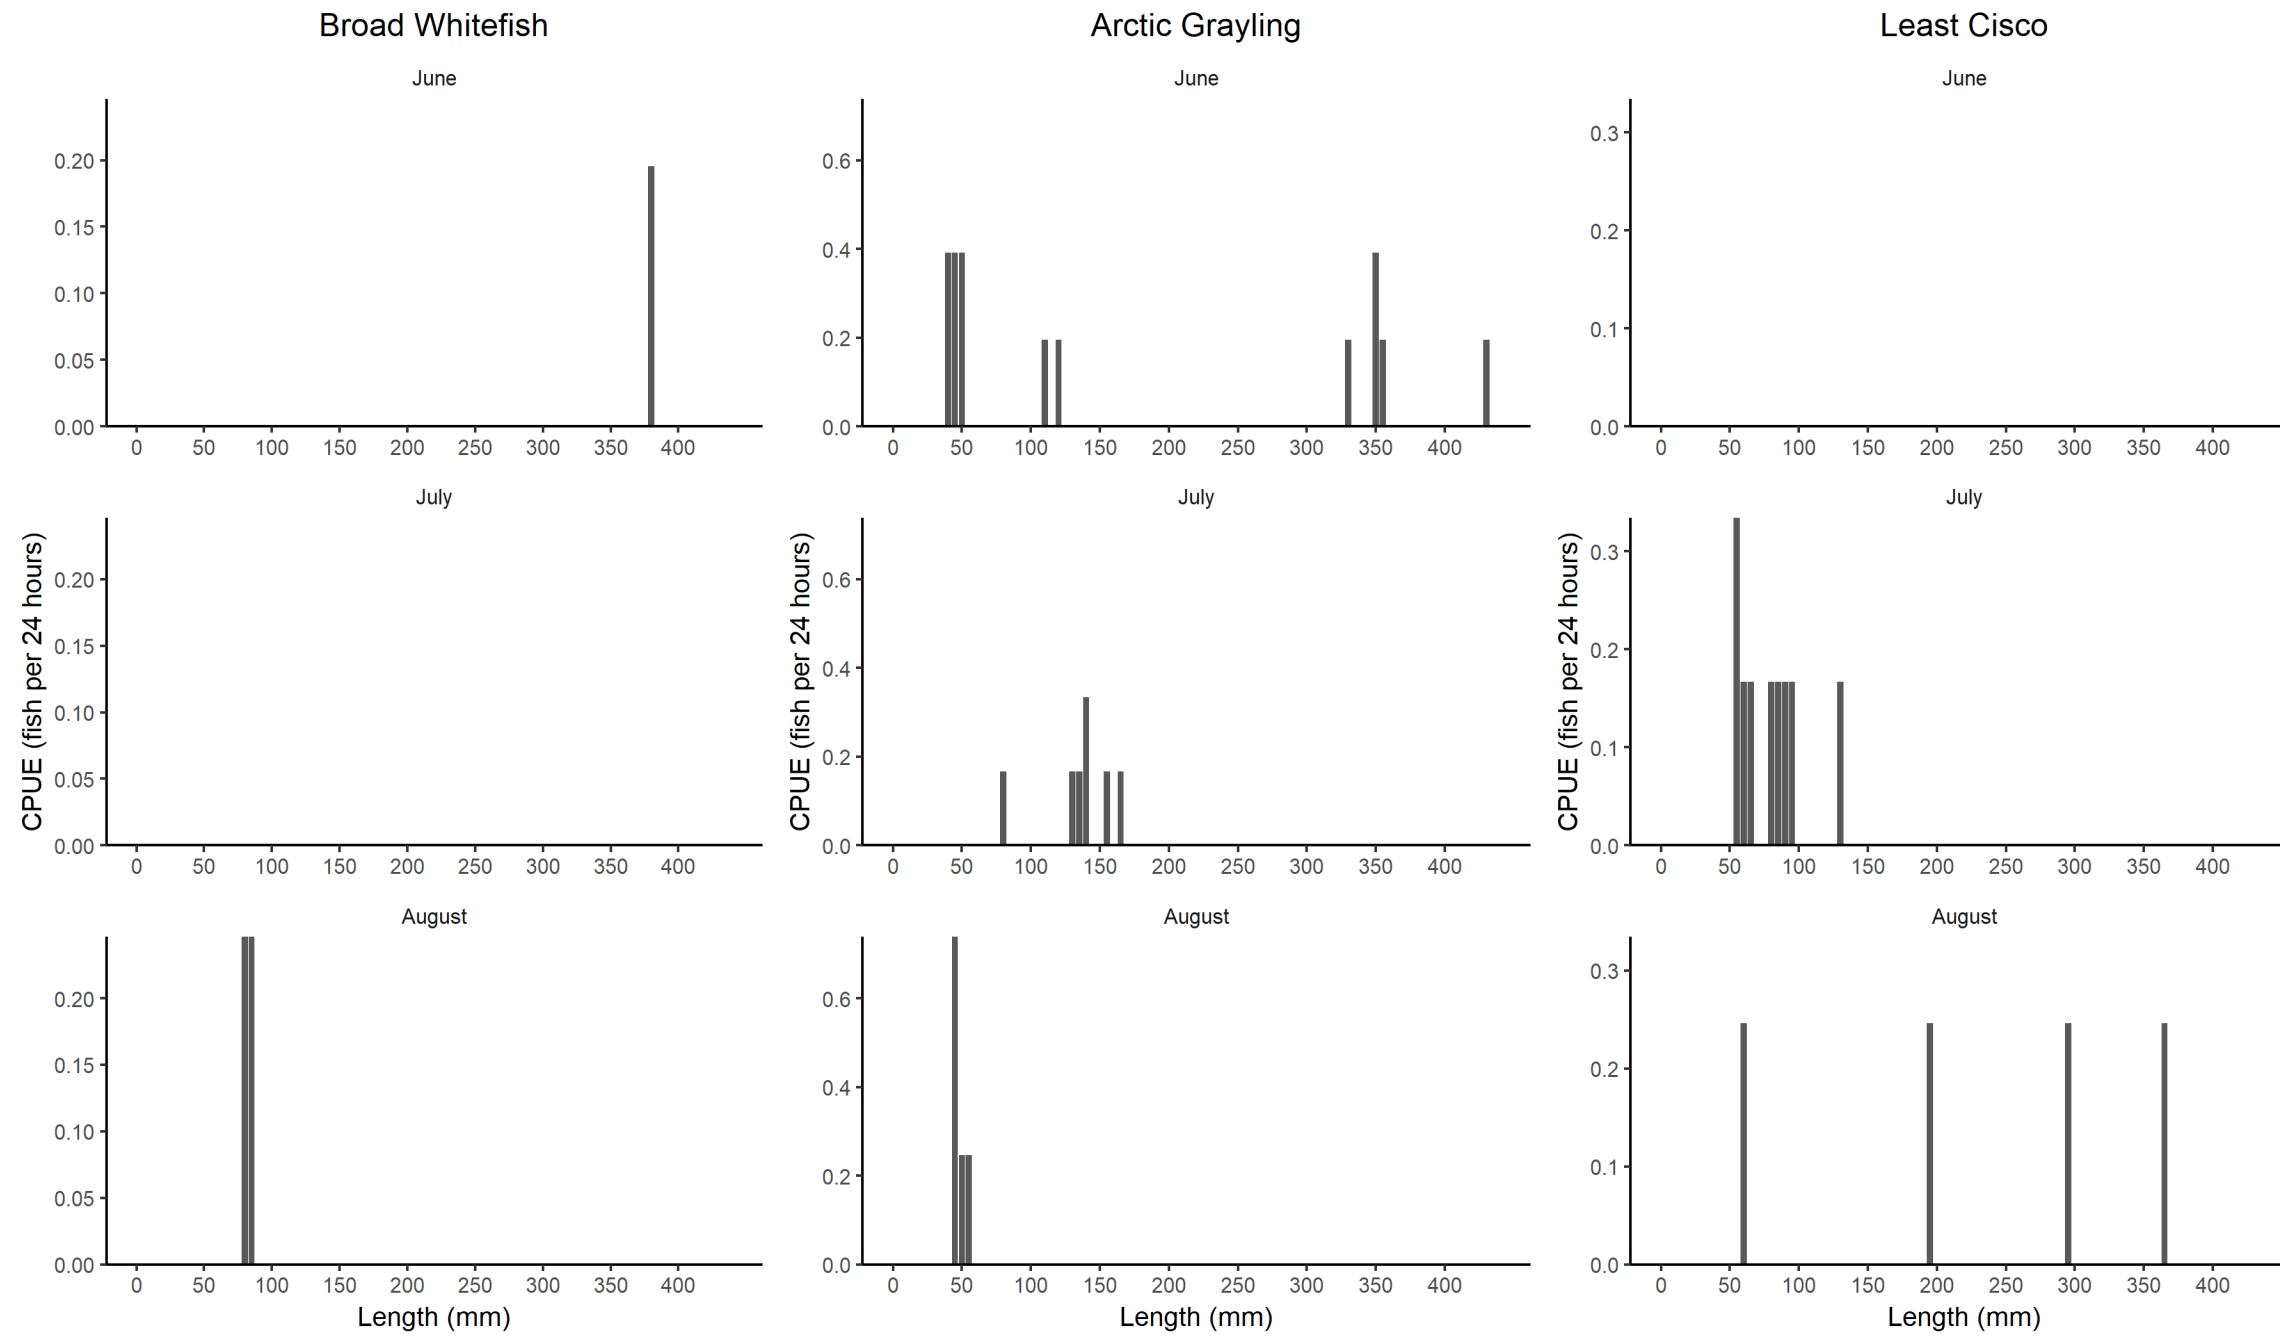 Broad Whitefish Arctic Grayling Least Cisco
June June June
0.20 0.6 0.3
0.15 0.4 0.2
0.10 0.2 0.1
0.05
0.00 0.0 0.0
0 50 100 150 200 250 300 350 400 0 50 100 150 200 250 300 350 400 0 50 100 150 200 250 300 350 400
July July July
CPUE (fish per 24 hours) CPUE (fish per 24 hours) CPUE (fish per 24 hours)
0.20 0.6 0.3
0.15 0.4 0.2
0.10 0.2 0.1
0.05
0.00 0.0 0.0
0 50 100 150 200 250 300 350 400 0 50 100 150 200 250 300 350 400 0 50 100 150 200 250 300 350 400
August August August
0.20 0.6 0.3
0.15 0.4 0.2
0.10 0.2 0.1
0.05
0.00 0.0 0.0
0 50 100 150 200 250 300 350 400 0 50 100 150 200 250 300 350 400 0 50 100 150 200 250 300 350 400
Length (mm) Length (mm) Length (mm)